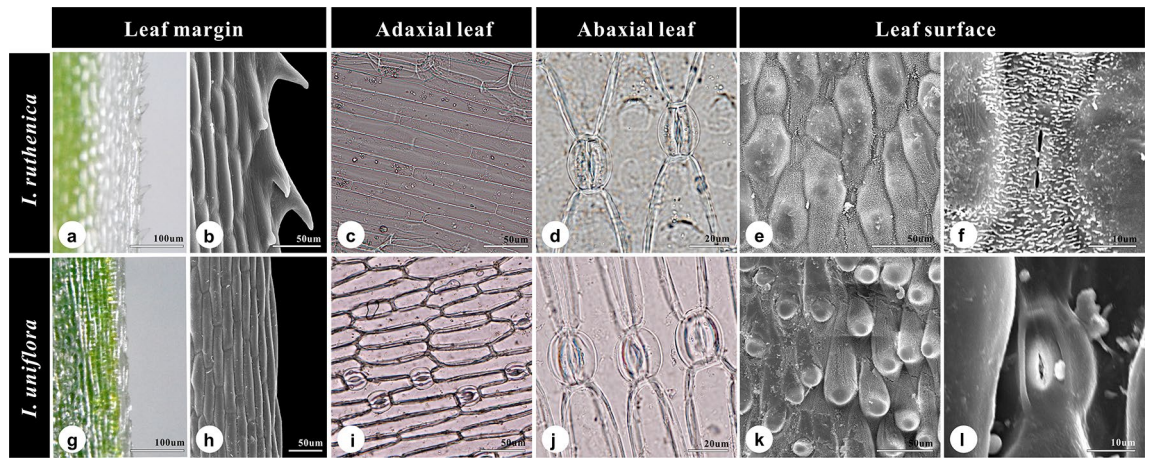 Leaf margin Adaxial leaf Abaxial leaf Leaf surface
I. ruthenica
a 100um b 50um c 50um d 20um e 50um f 10um
I. uniflora
g 100um h 50um i 50um j 20um k 50um l 10um